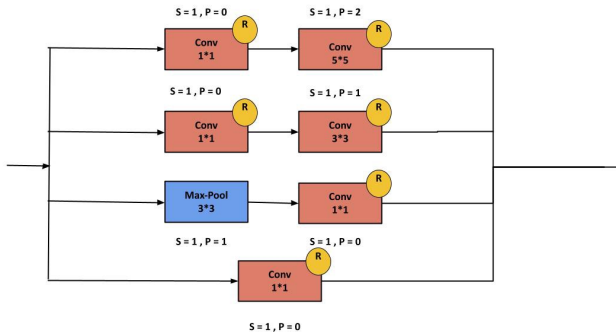 S = 1 , P = 0
S = 1 , P = 2
R
R
Conv
1*1
Conv
5*5
S = 1 , P = 0
S = 1 , P = 1
R
R
Conv
1*1
Conv
3*3
R
Max-Pool
3*3
Conv
1*1
S = 1 , P = 1
S = 1 , P = 0
R
Conv
1*1
S = 1 , P = 0